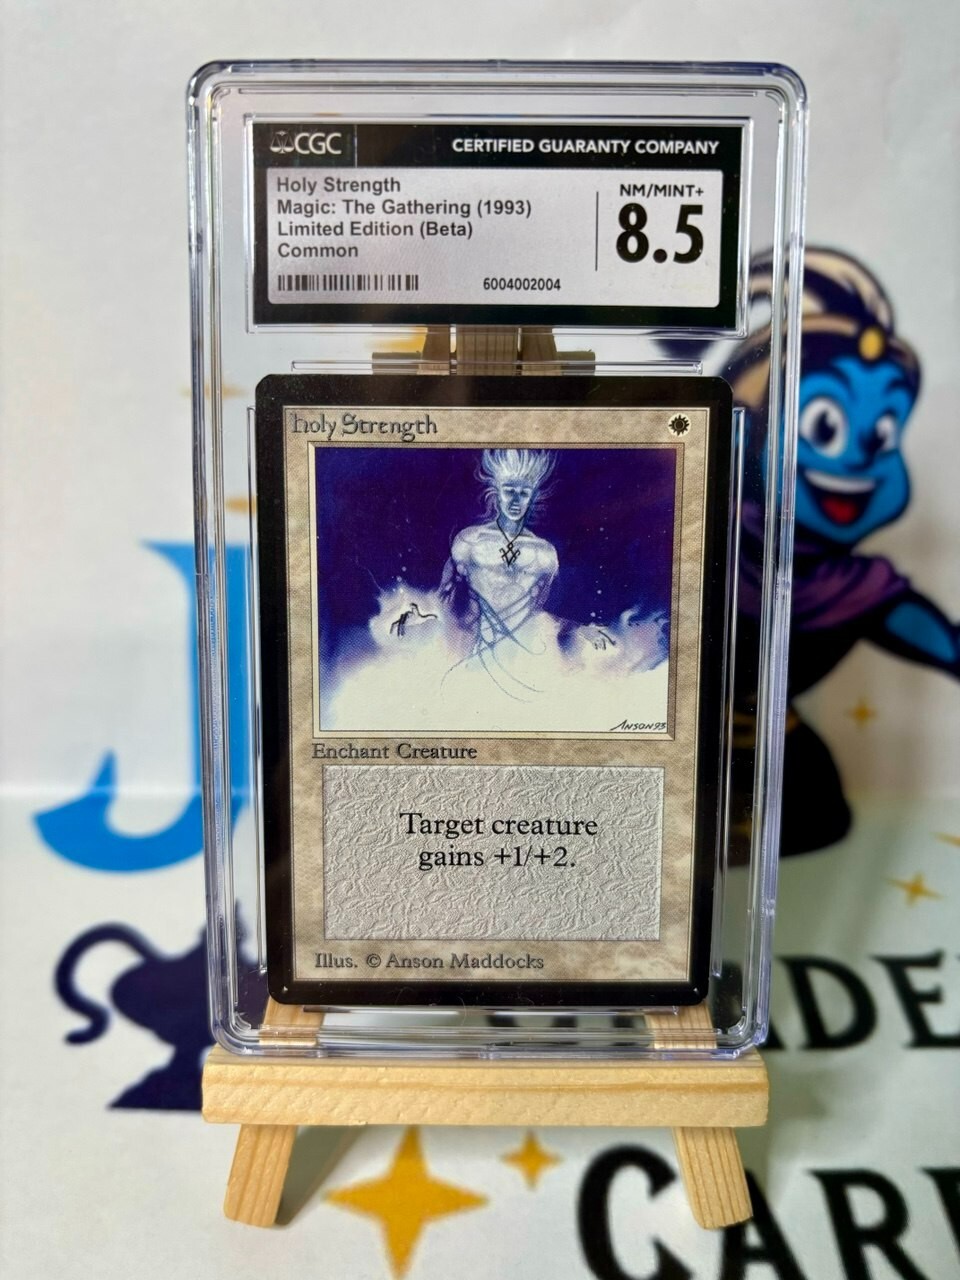 CGC
CERTIFIED GUARANTY COMPANY
Holy Strength
Magic: The Gathering (1993)
Limited Edition (Beta)
Common
6004002004
NM/MINT+
8.5
Holy Strength
ANSON93
Enchant Creature
Target creature
gains +1/+2.
Illus. © Anson Maddocks
J